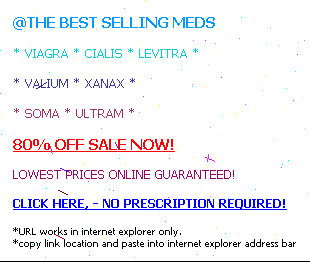 @THE BEST SELLING MEDS
* VIAGRA * CIALIS * LEVITRA *
* VALIUM * XANAX *
* SOMA * ULTRAM *
80% OFF SALE NOW!
LOWEST PRICES ONLINE GUARANTEED!
CLICK HERE, - NO PRESCRIPTION REQUIRED!
*URL works in internet explorer only.
*copy link location and paste into internet explorer address bar